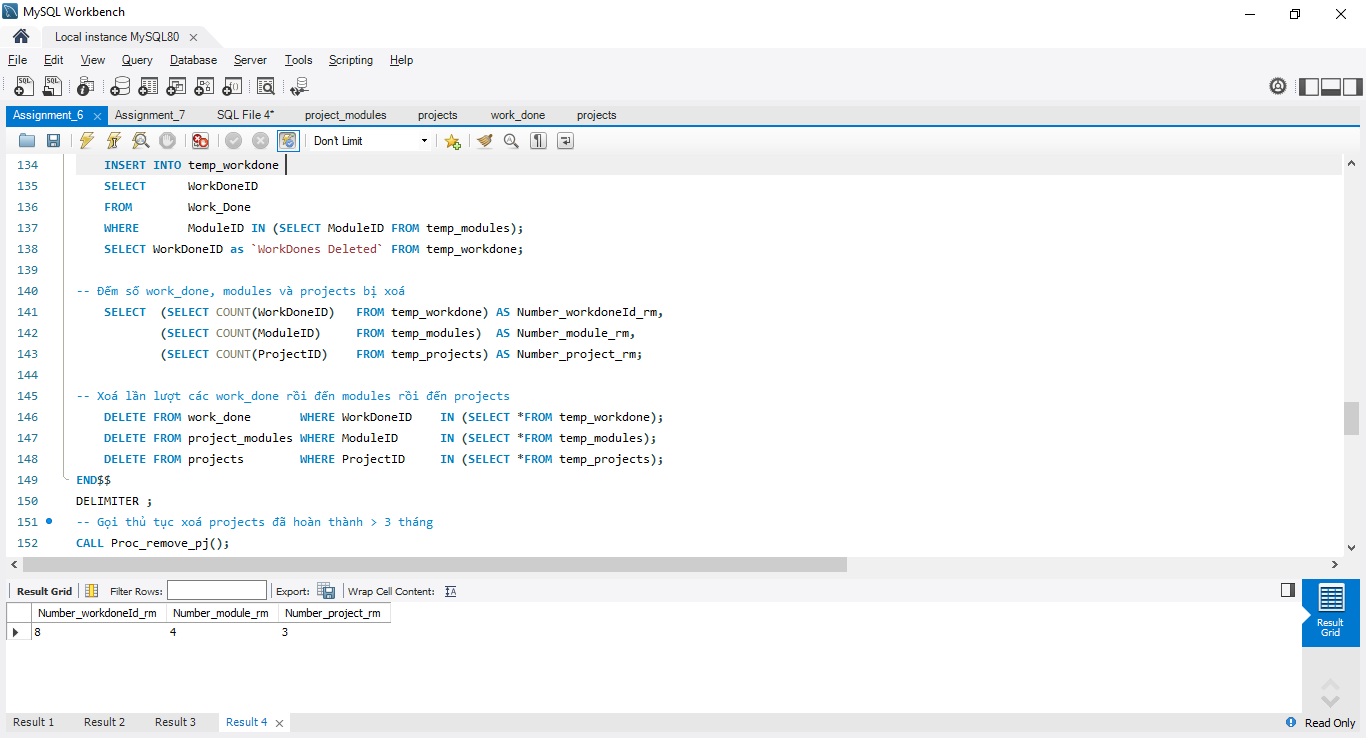 MySQL Workbench
Local instance MySQL80
File Edit View Query Database Server Tools Scripting Help
Assignment_6 Assignment_7 SQL File 4* project_modules projects work_done projects
Don't Limit
134 INSERT INTO temp_workdone
135 SELECT WorkDoneID
136 FROM Work_Done
137 WHERE ModuleID IN (SELECT ModuleID FROM temp_modules);
138 SELECT WorkDoneID as `WorkDones Deleted` FROM temp_workdone;
139
140 -- Đếm số work_done, modules và projects bị xoá
141 SELECT (SELECT COUNT(WorkDoneID) FROM temp_workdone) AS Number_workdoneId_rm,
142 (SELECT COUNT(ModuleID) FROM temp_modules) AS Number_module_rm,
143 (SELECT COUNT(ProjectID) FROM temp_projects) AS Number_project_rm;
144
145 -- Xoá lần lượt các work_done rồi đến modules rồi đến projects
146 DELETE FROM work_done WHERE WorkDoneID IN (SELECT *FROM temp_workdone);
147 DELETE FROM project_modules WHERE ModuleID IN (SELECT *FROM temp_modules);
148 DELETE FROM projects WHERE ProjectID IN (SELECT *FROM temp_projects);
149 END$$
150 DELIMITER ;
151 -- Gọi thủ tục xoá projects đã hoàn thành > 3 tháng
152 CALL Proc_remove_pj();
Result Grid Filter Rows: Export: Wrap Cell Content:
Number_workdoneId_rm Number_module_rm Number_project_rm
8 4 3
Result
Grid
Result 1 Result 2 Result 3 Result 4
Read Only